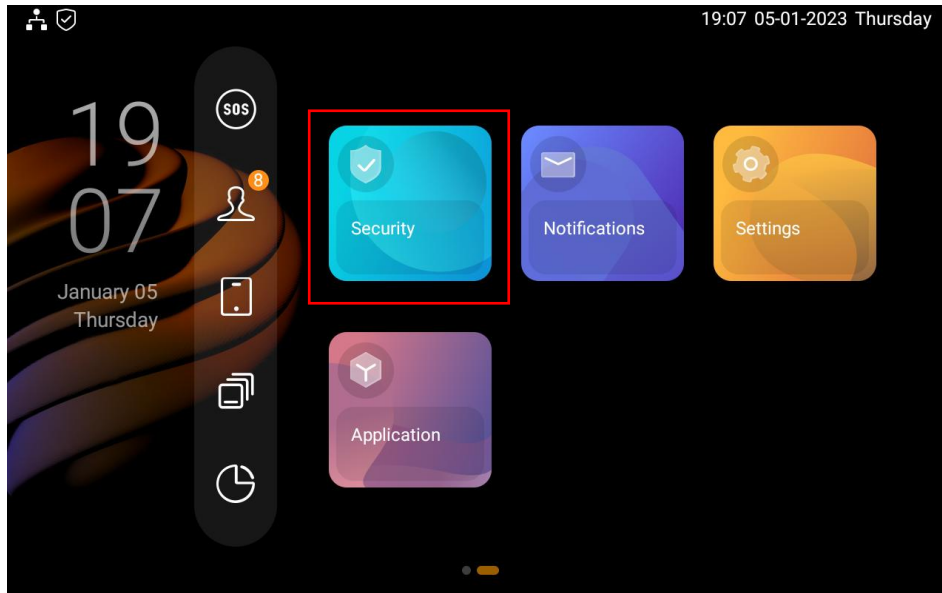 19:07 05-01-2023 Thursday
19
07
January 05
Thursday
SOS
8
Security
Notifications
Settings
Application